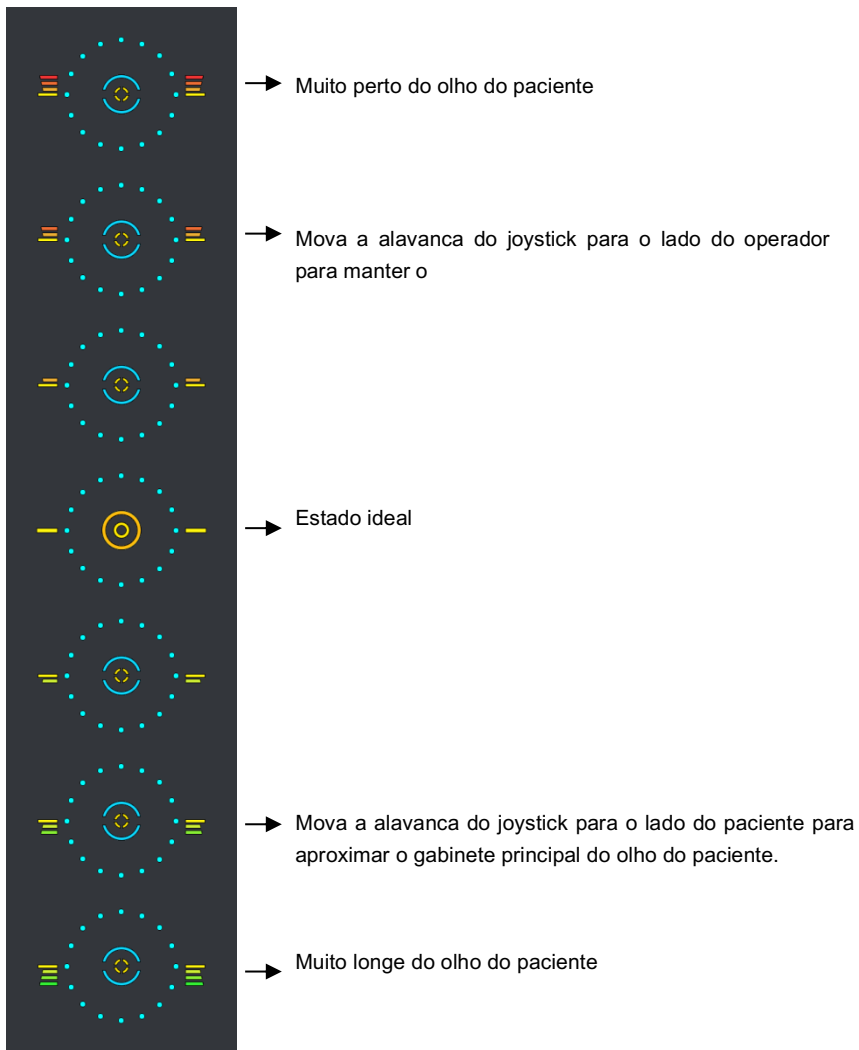 Muito perto do olho do paciente
Mova a alavanca do joystick para o lado do operador
para manter o
Estado ideal
Mova a alavanca do joystick para o lado do paciente para
aproximar o gabinete principal do olho do paciente.
Muito longe do olho do paciente